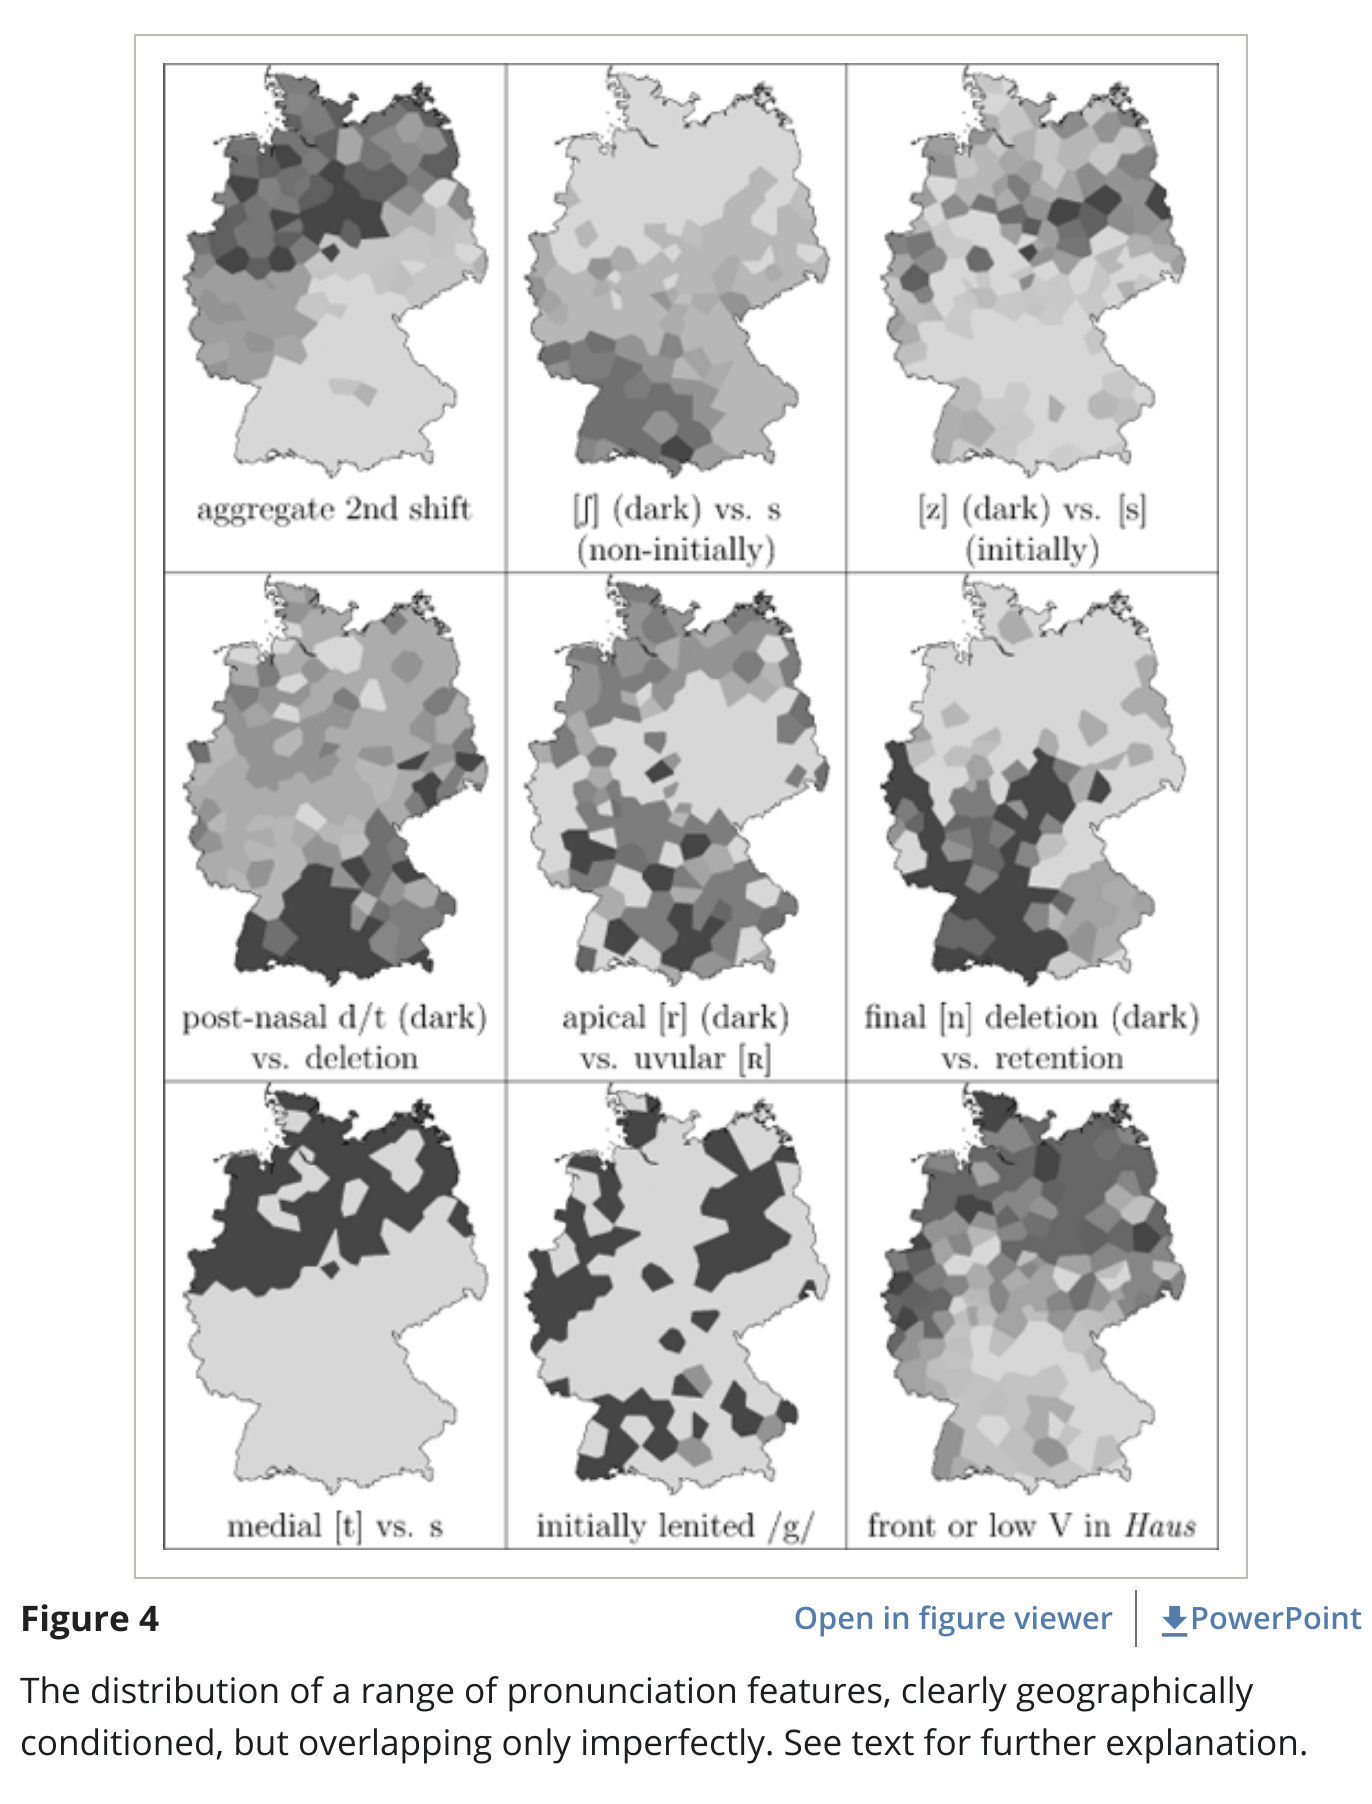 aggregate 2nd shift
[ʃ] (dark) vs. s
(non-initially)
[z] (dark) vs. [s]
(initially)
post-nasal d/t (dark)
vs. deletion
apical [r] (dark)
vs. uvular [ʀ]
final [n] deletion (dark)
vs. retention
medial [t] vs. s
initially lenited /g/
front or low V in Haus
Figure 4
Open in figure viewer
PowerPoint
The distribution of a range of pronunciation features, clearly geographically
conditioned, but overlapping only imperfectly. See text for further explanation.